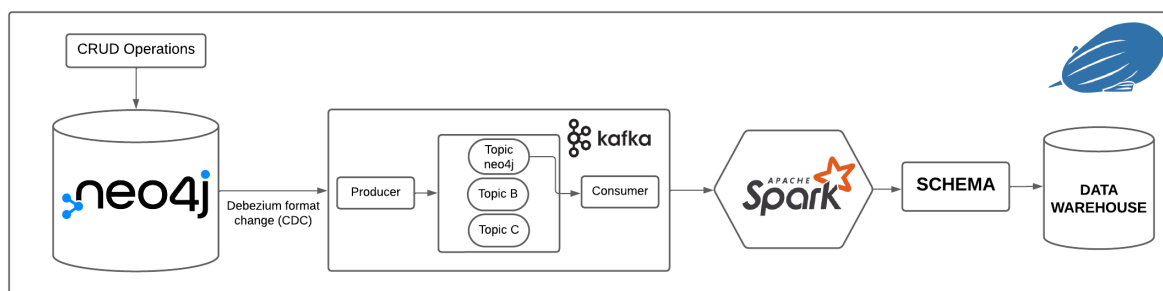 CRUD Operations
neo4j
Debezium format
change (CDC)
Producer
Topic
neo4j
Topic B
Topic C
kafka
Consumer
APACHE
Spark
SCHEMA
DATA
WAREHOUSE